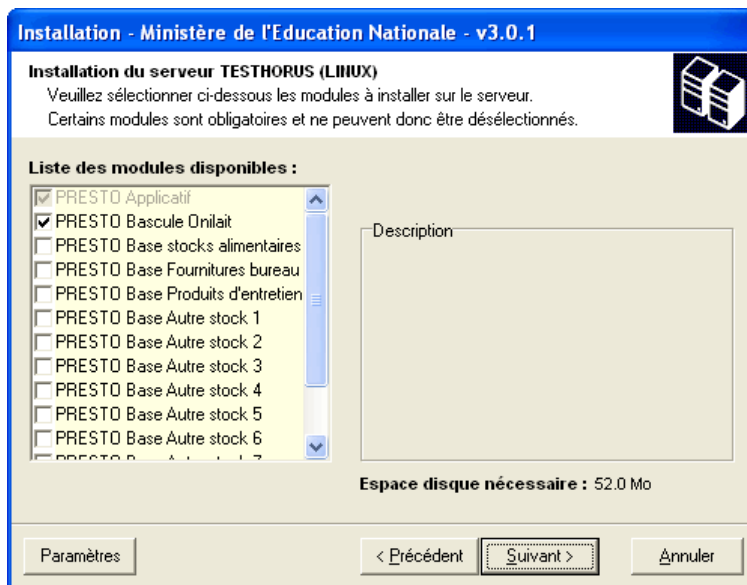 Installation - Ministère de l'Education Nationale - v3.0.1
Installation du serveur TESTHORUS (LINUX)
Veuillez sélectionner ci-dessous les modules à installer sur le serveur.
Certains modules sont obligatoires et ne peuvent donc être désélectionnés.
Liste des modules disponibles :
PRESTO Applicatif
PRESTO Bascule Onilait
PRESTO Base stocks alimentaires
PRESTO Base Fournitures bureau
PRESTO Base Produits d'entretien
PRESTO Base Autre stock 1
PRESTO Base Autre stock 2
PRESTO Base Autre stock 3
PRESTO Base Autre stock 4
PRESTO Base Autre stock 5
PRESTO Base Autre stock 6
Description
Espace disque nécessaire : 52.0 Mo
Paramètres
< Précédent
Suivant >
Annuler